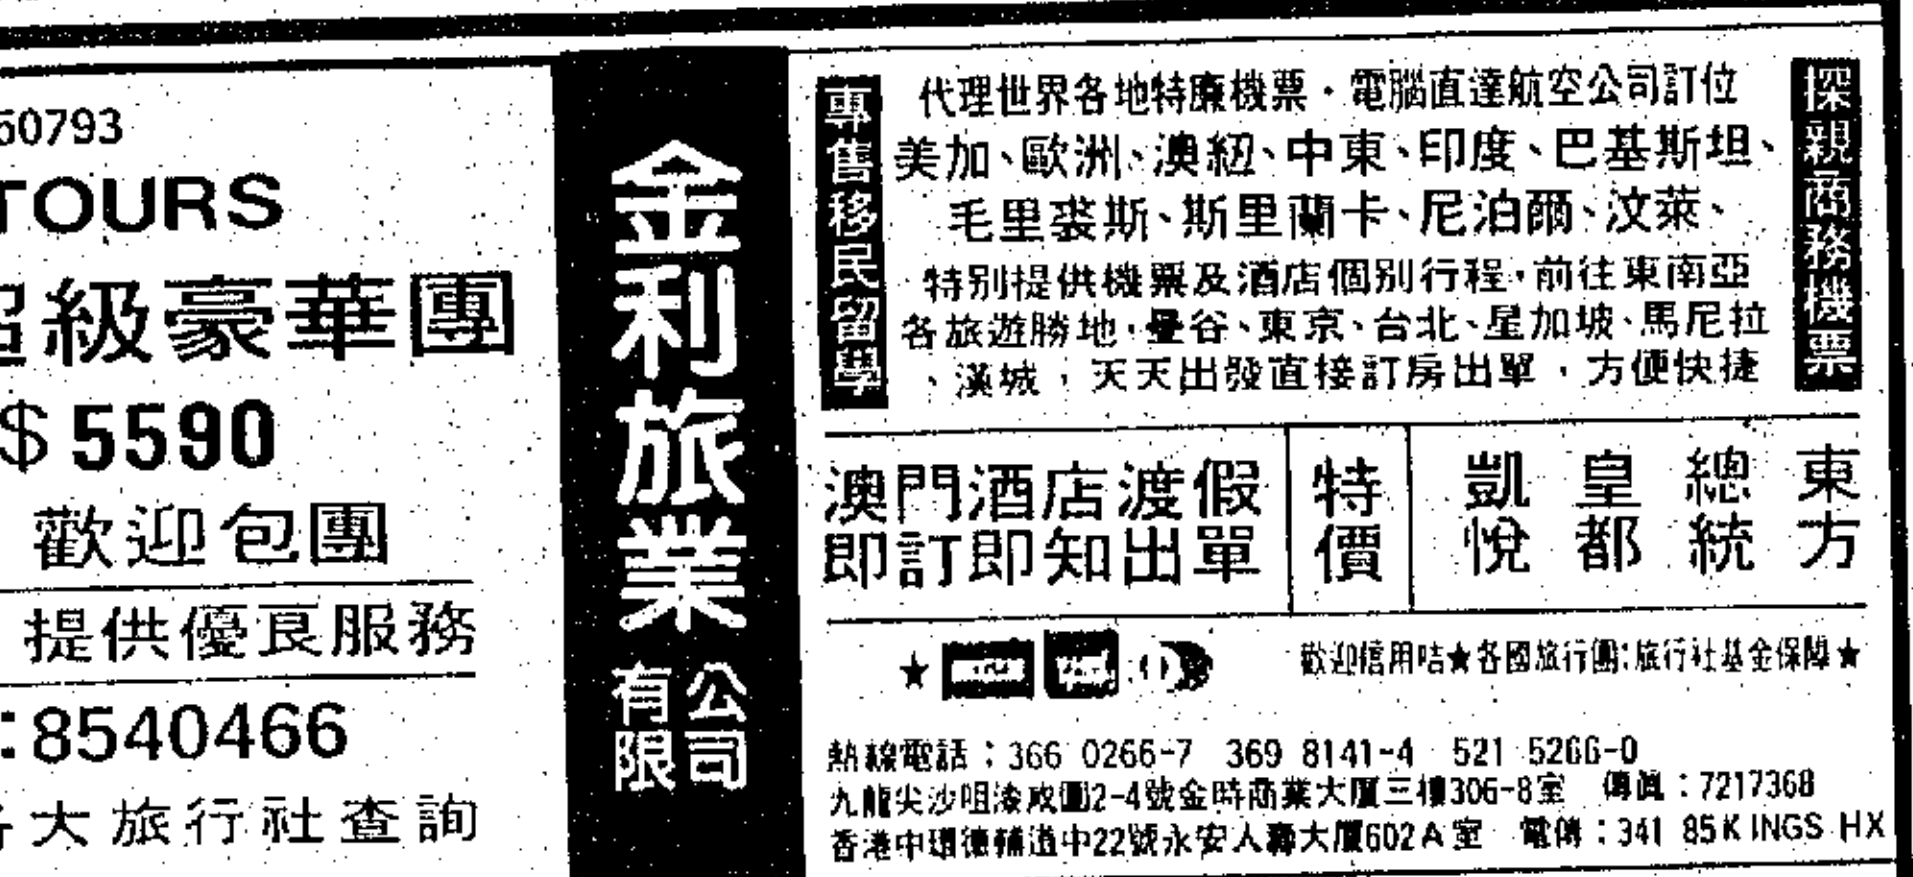 50793
TOURS
超級豪華團
$5590
歡迎包團
提供優良服務
:8540466
各大旅行社查詢
金利旅業
有限公司
專售移民留學
代理世界各地特廉機票·電腦直達航空公司訂位
美加、歐洲、澳紐、中東、印度、巴基斯坦、
毛里裘斯、斯里蘭卡、尼泊爾、汶萊、
特別提供機票及酒店個別行程,前往東南亞
各旅遊勝地,曼谷、東京、台北、星加坡、馬尼拉
、漢城,天天出發直接訂房出單,方便快捷
探親商務機票
澳門酒店渡假
即訂即知出單
特價
凱悅 皇都 總統 東方
★
歡迎信用咭★各國旅行團:旅行社基金保障★
熱線電話:366 0266-7 369 8141-4 521 5266-0
九龍尖沙咀漆咸圍2-4號金時商業大厦三樓306-8室 傳眞:7217368
香港中環德輔道中22號永安人壽大厦602A室 電傳:341 85 KINGS HX